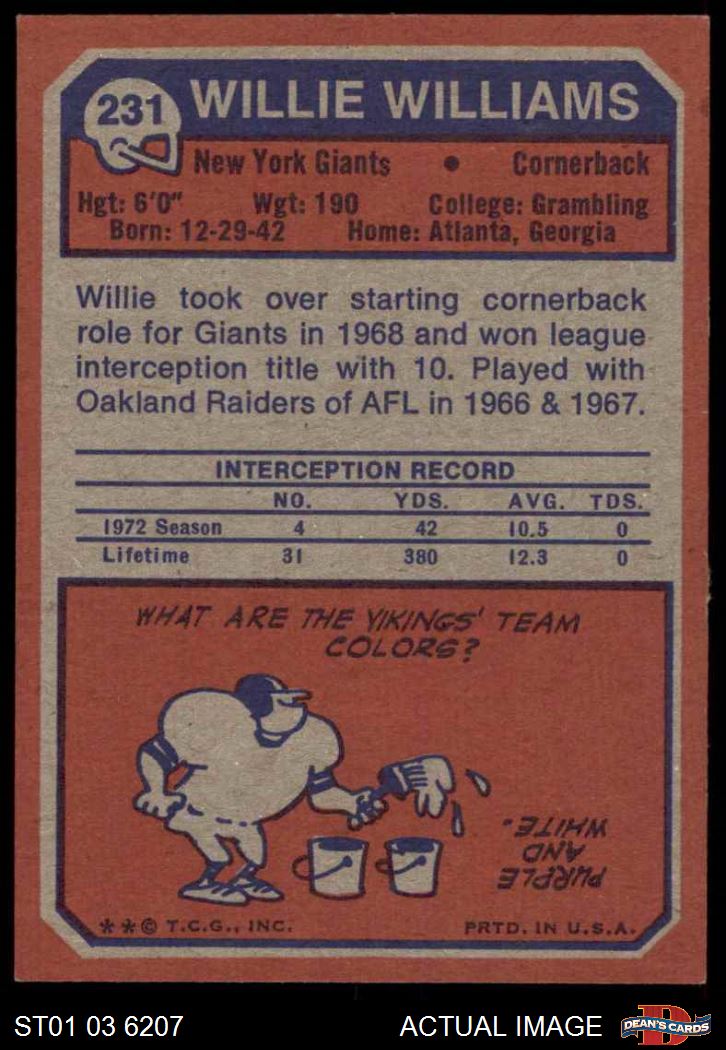 231
WILLIE WILLIAMS
New York Giants • Cornerback
Hgt: 6'0" Wgt: 190 College: Grambling
Born: 12-29-42 Home: Atlanta, Georgia
Willie took over starting cornerback
role for Giants in 1968 and won league
interception title with 10. Played with
Oakland Raiders of AFL in 1966 & 1967.
INTERCEPTION RECORD
NO. YDS. AVG. TDS.
1972 Season 4 42 10.5 0
Lifetime 31 380 12.3 0
WHAT ARE THE VIKINGS' TEAM
COLORS?
PURPLE
AND
WHITE.
**© T.C.G., INC. PRTD. IN U.S.A.
ST01 03 6207 ACTUAL IMAGE
D
DEAN'S CARDS